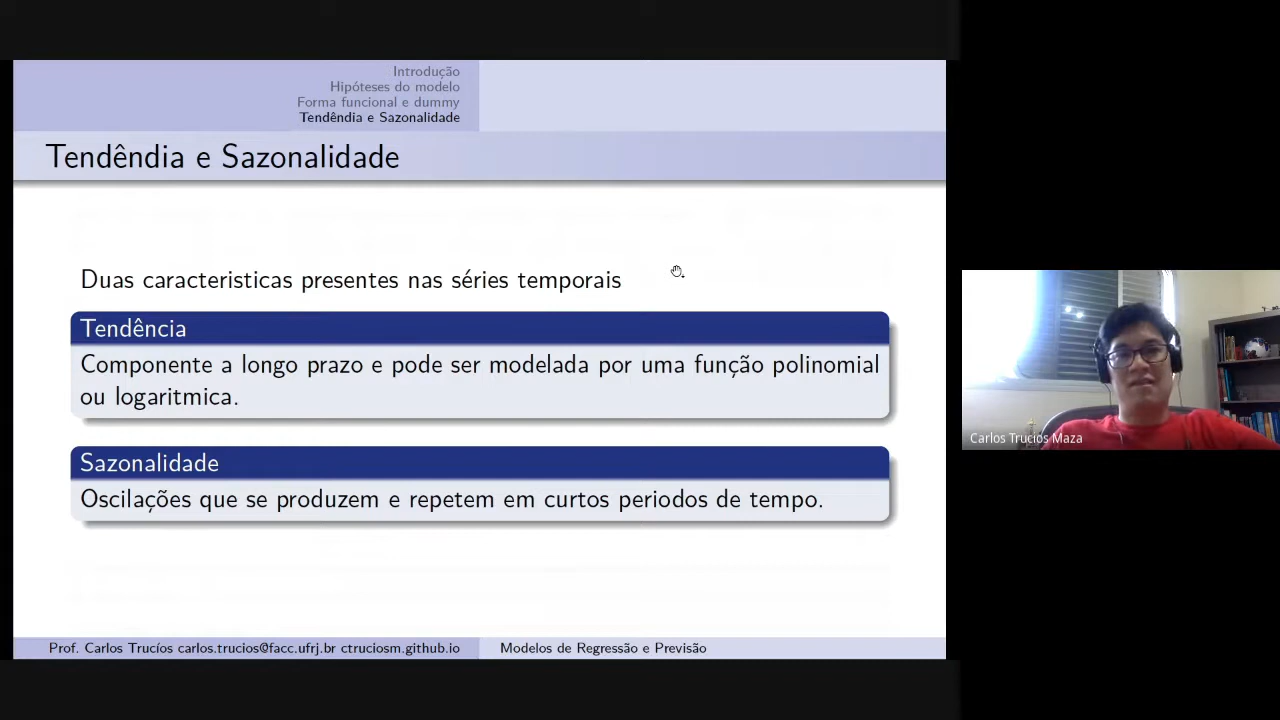 Introdução
Hipóteses do modelo
Forma funcional e dummy
Tendêndia e Sazonalidade
Tendêndia e Sazonalidade
Duas caracteristicas presentes nas séries temporais
Tendência
Componente a longo prazo e pode ser modelada por uma função polinomial
ou logaritmica.
Sazonalidade
Oscilações que se produzem e repetem em curtos periodos de tempo.
Carlos Trucios Maza
Prof. Carlos Trucíos carlos.trucios@facc.ufrj.br ctruciosm.github.io
Modelos de Regressão e Previsão